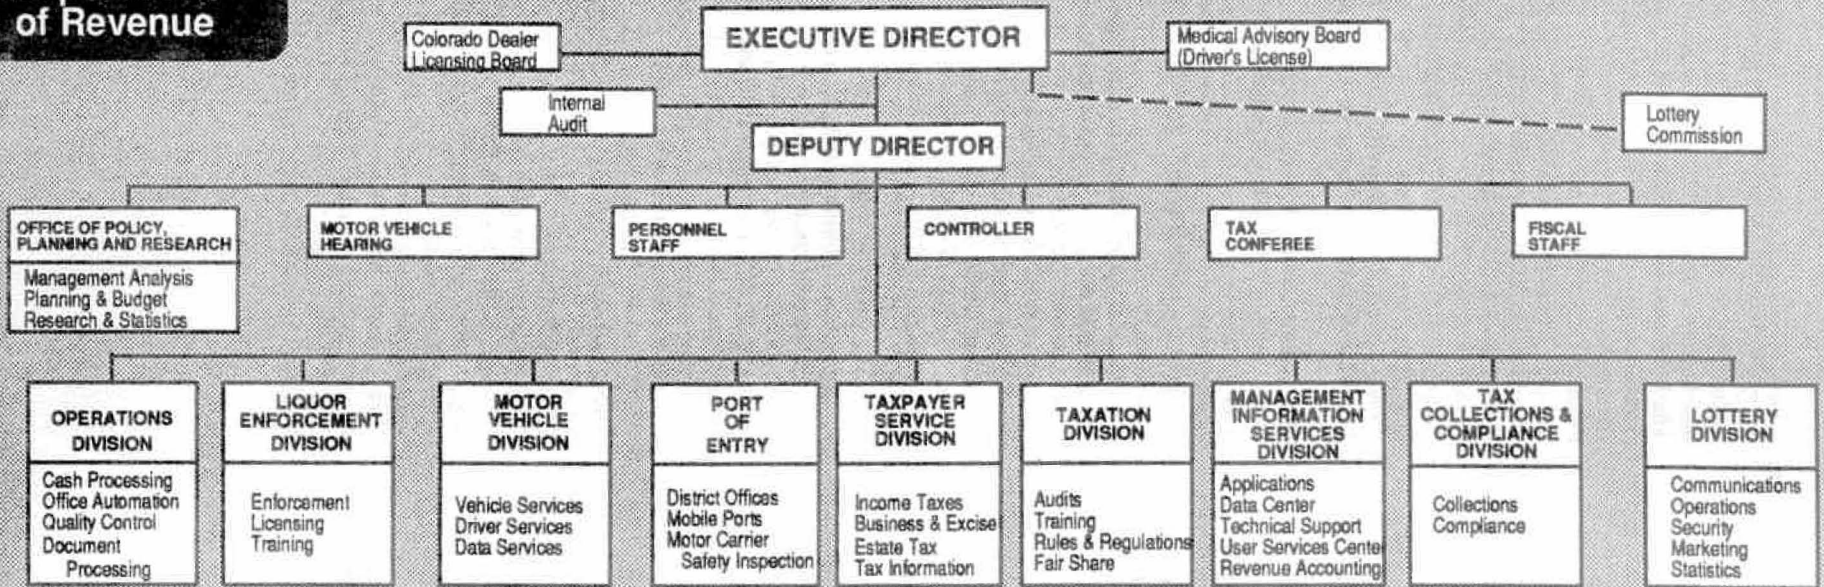 of Revenue
Colorado Dealer
Licensing Board
EXECUTIVE DIRECTOR
Medical Advisory Board
(Driver's License)
Internal
Audit
Lottery
Commission
DEPUTY DIRECTOR
OFFICE OF POLICY,
PLANNING AND RESEARCH
Management Analysis
Planning & Budget
Research & Statistics
MOTOR VEHICLE
HEARING
PERSONNEL
STAFF
CONTROLLER
TAX
CONFEREE
FISCAL
STAFF
OPERATIONS
DIVISION
Cash Processing
Office Automation
Quality Control
Document
Processing
LIQUOR
ENFORCEMENT
DIVISION
Enforcement
Licensing
Training
MOTOR
VEHICLE
DIVISION
Vehicle Services
Driver Services
Data Services
PORT
OF
ENTRY
District Offices
Mobile Ports
Motor Carrier
Safety Inspection
TAXPAYER
SERVICE
DIVISION
Income Taxes
Business & Excise
Estate Tax
Tax Information
TAXATION
DIVISION
Audits
Training
Rules & Regulations
Fair Share
MANAGEMENT
INFORMATION
SERVICES
DIVISION
Applications
Data Center
Technical Support
User Services Center
Revenue Accounting
TAX
COLLECTIONS &
COMPLIANCE
DIVISION
Collections
Compliance
LOTTERY
DIVISION
Communications
Operations
Security
Marketing
Statistics